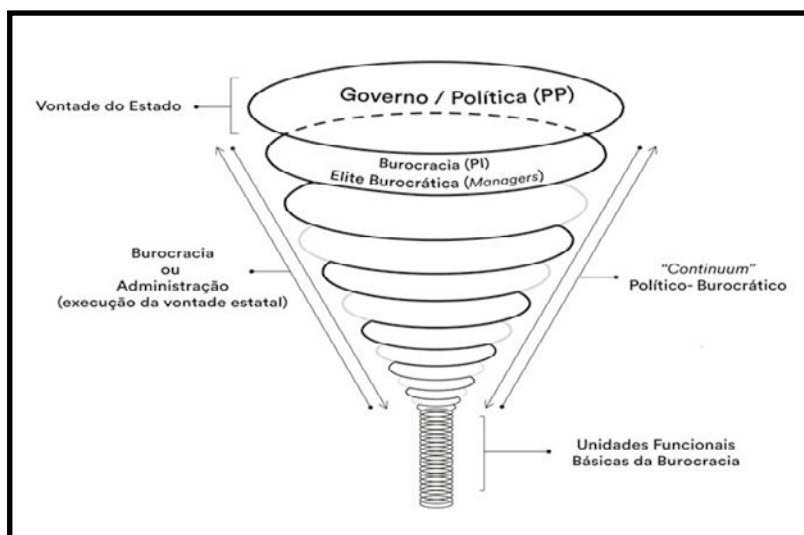 Governo / Política (PP)
Vontade do Estado
Burocracia (PI)
Elite Burocrática (Managers)
Burocracia
ou
Administração
(execução da vontade estatal)
"Continuum"
Político- Burocrático
Unidades Funcionais
Básicas da Burocracia